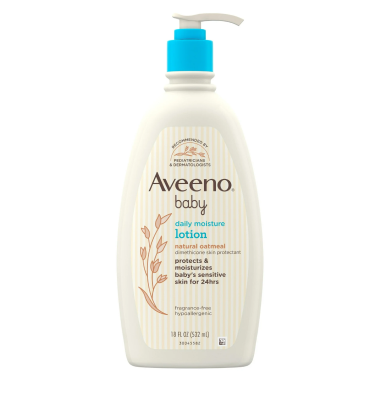 RECOMMENDED BY
PEDIATRICIANS
& DERMATOLOGISTS
Aveeno®
baby
daily moisture
lotion
natural oatmeal
dimethicone skin protectant
protects &
moisturizes
baby's sensitive
skin for 24hrs
fragrance-free
hypoallergenic
18 FL OZ (532 ml)